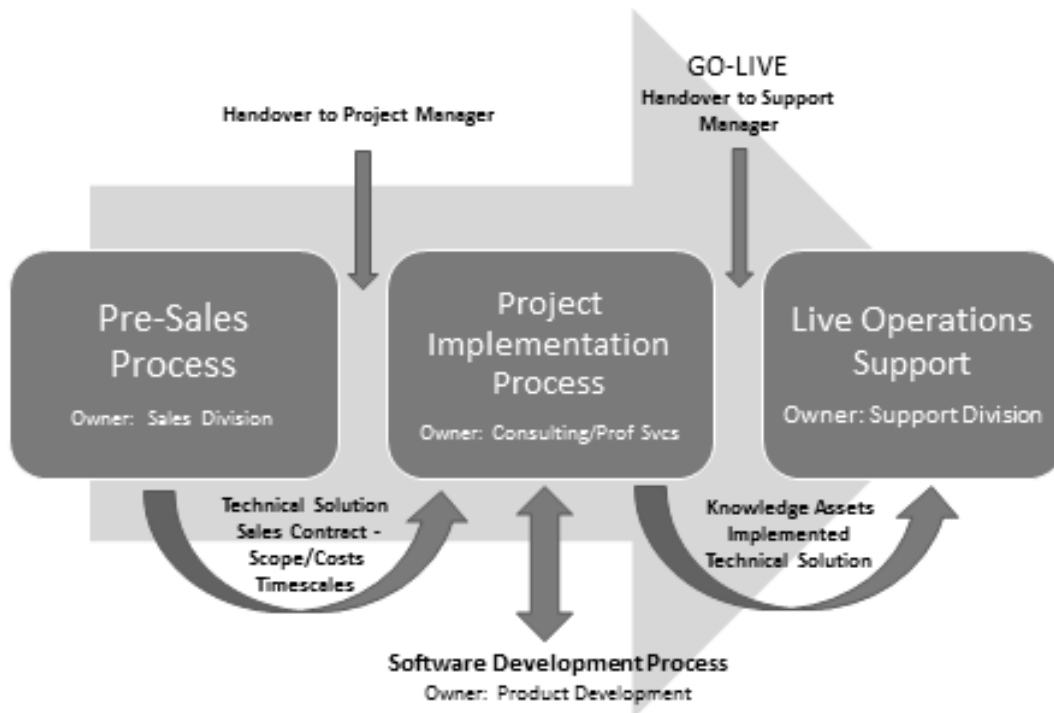 GO-LIVE
Handover to Support
Manager
Handover to Project Manager
Pre-Sales
Process
Owner: Sales Division
Project
Implementation
Process
Owner: Consulting/Prof Svcs
Live Operations
Support
Owner: Support Division
Technical Solution
Sales Contract -
Scope/Costs
Timescales
Knowledge Assets
Implemented
Technical Solution
Software Development Process
Owner: Product Development